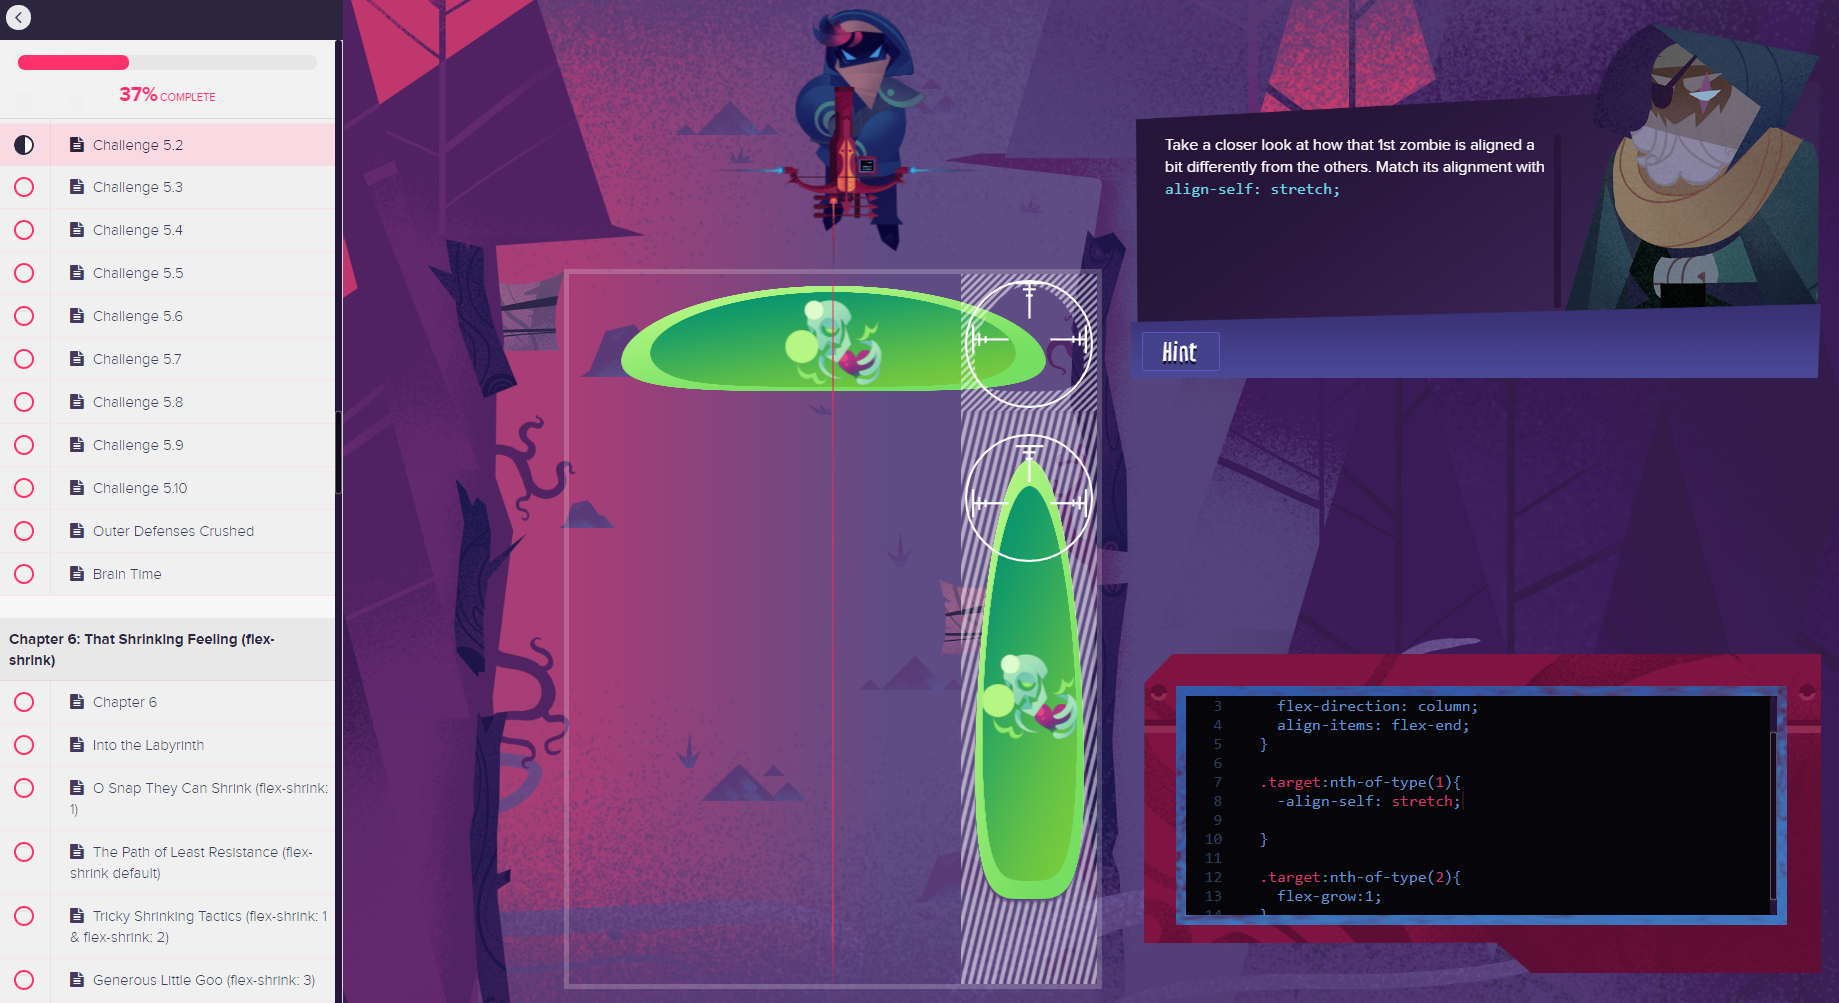 37% COMPLETE
Challenge 5.2
Challenge 5.3
Challenge 5.4
Challenge 5.5
Challenge 5.6
Challenge 5.7
Challenge 5.8
Challenge 5.9
Challenge 5.10
Outer Defenses Crushed
Brain Time
Chapter 6: That Shrinking Feeling (flex-
shrink)
Chapter 6
Into the Labyrinth
O Snap They Can Shrink (flex-shrink:
1)
The Path of Least Resistance (flex-
shrink default)
Tricky Shrinking Tactics (flex-shrink: 1
& flex-shrink: 2)
Generous Little Goo (flex-shrink: 3)
Take a closer look at how that 1st zombie is aligned a
bit differently from the others. Match its alignment with
align-self: stretch;
Hint
3 flex-direction: column;
4 align-items: flex-end;
5 }
6
7 .target:nth-of-type(1){
8 -align-self: stretch;
9
10 }
11
12 .target:nth-of-type(2){
13 flex-grow:1;
14 }